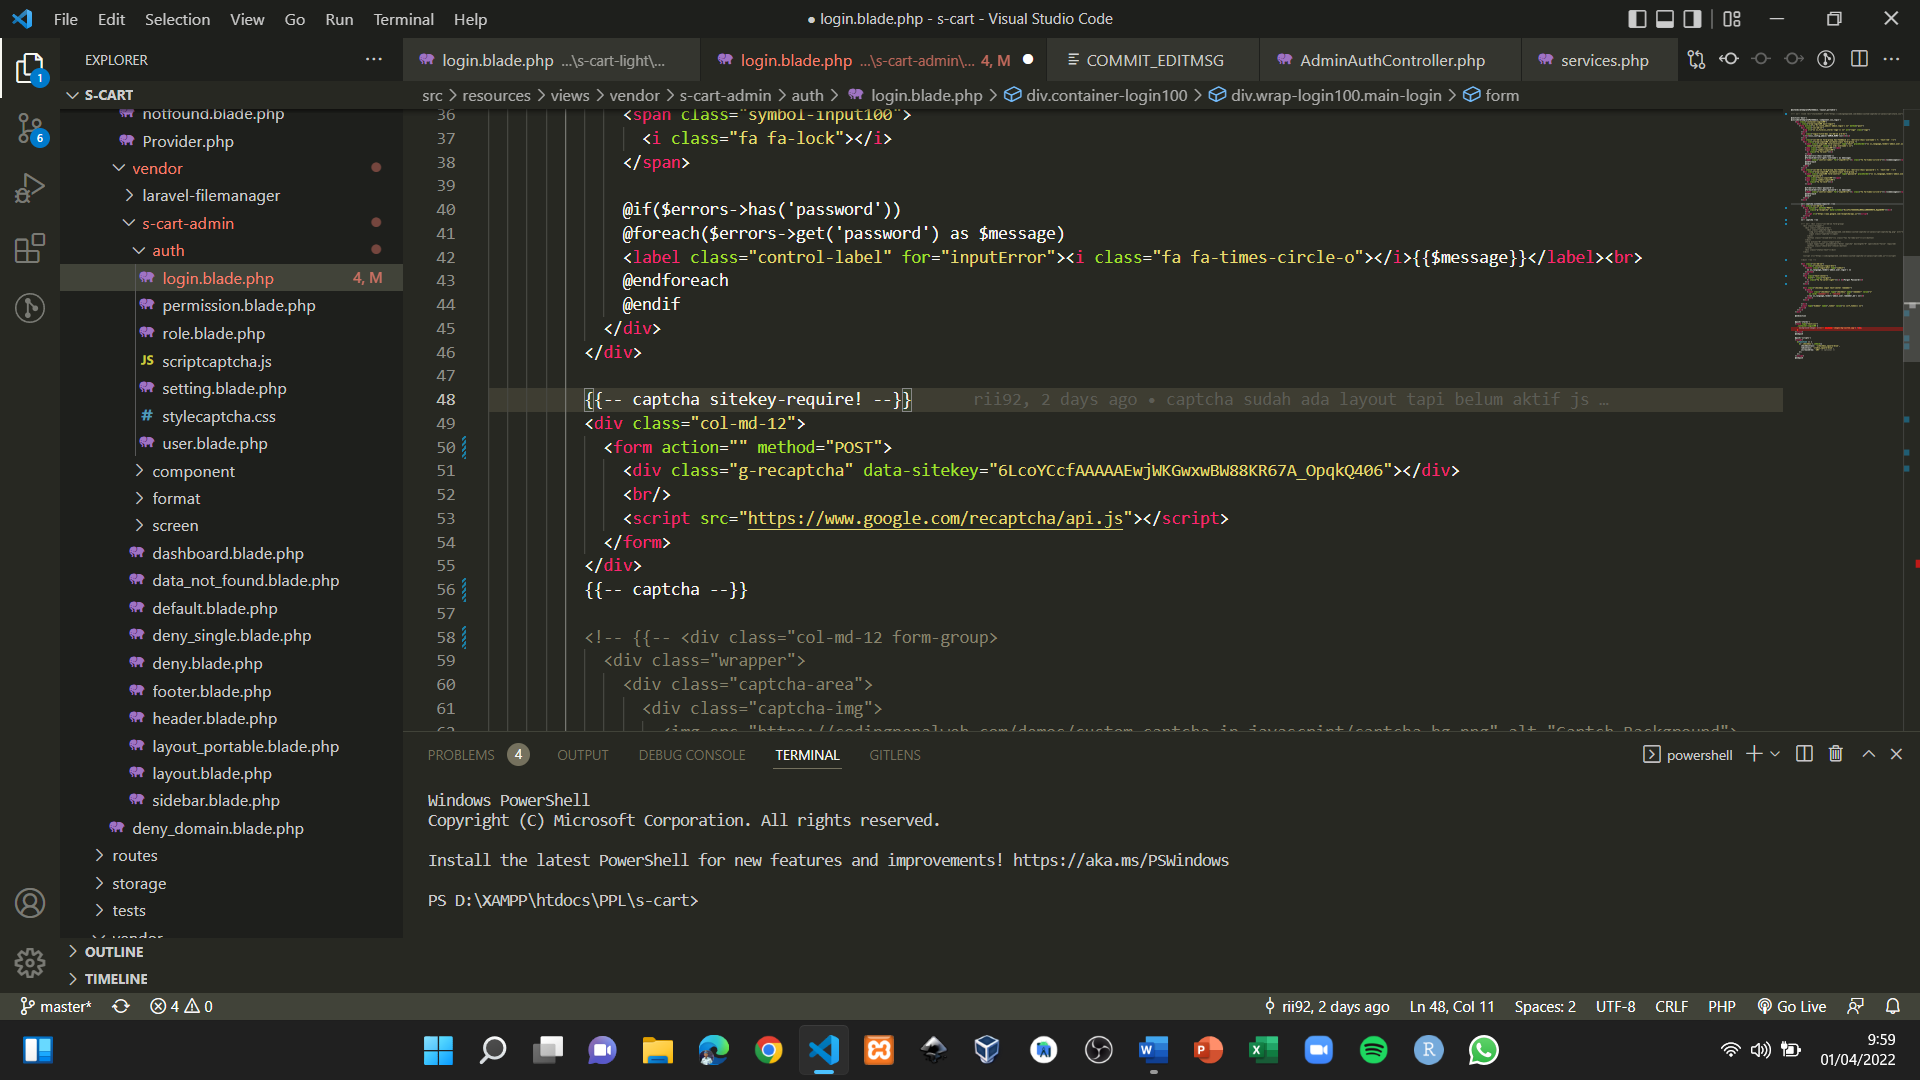 File Edit Selection View Go Run Terminal Help
● login.blade.php - s-cart - Visual Studio Code
EXPLORER
login.blade.php ...\s-cart-light\...
login.blade.php ...\s-cart-admin\... 4, M
COMMIT_EDITMSG
AdminAuthController.php
services.php
S-CART
src > resources > views > vendor > s-cart-admin > auth > login.blade.php > div.container-login100 > div.wrap-login100.main-login > form
notfound.blade.php
Provider.php
vendor
laravel-filemanager
s-cart-admin
auth
login.blade.php 4, M
permission.blade.php
role.blade.php
JS scriptcaptcha.js
setting.blade.php
# stylecaptcha.css
user.blade.php
component
format
screen
dashboard.blade.php
data_not_found.blade.php
default.blade.php
deny_single.blade.php
deny.blade.php
footer.blade.php
header.blade.php
layout_portable.blade.php
layout.blade.php
sidebar.blade.php
deny_domain.blade.php
routes
storage
tests
vendor
OUTLINE
TIMELINE
36 <span class="symbol-input100">
37 <i class="fa fa-lock"></i>
38 </span>
39
40 @if($errors->has('password'))
41 @foreach($errors->get('password') as $message)
42 <label class="control-label" for="inputError"><i class="fa fa-times-circle-o"></i>{{$message}}</label><br>
43 @endforeach
44 @endif
45 </div>
46 </div>
47
48 {{-- captcha sitekey-require! --}} rii92, 2 days ago • captcha sudah ada layout tapi belum aktif js …
49 <div class="col-md-12">
50 <form action="" method="POST">
51 <div class="g-recaptcha" data-sitekey="6LcoYCcfAAAAAEwjWKGwxwBW88KR67A_OpqkQ406"></div>
52 <br/>
53 <script src="https://www.google.com/recaptcha/api.js"></script>
54 </form>
55 </div>
56 {{-- captcha --}}
57
58 <!-- {{-- <div class="col-md-12 form-group>
59 <div class="wrapper">
60 <div class="captcha-area">
61 <div class="captcha-img">
PROBLEMS 4 OUTPUT DEBUG CONSOLE TERMINAL GITLENS
powershell
Windows PowerShell
Copyright (C) Microsoft Corporation. All rights reserved.
Install the latest PowerShell for new features and improvements! https://aka.ms/PSWindows
PS D:\XAMPP\htdocs\PPL\s-cart>
master* 4 0 rii92, 2 days ago Ln 48, Col 11 Spaces: 2 UTF-8 CRLF PHP Go Live
9:59
01/04/2022